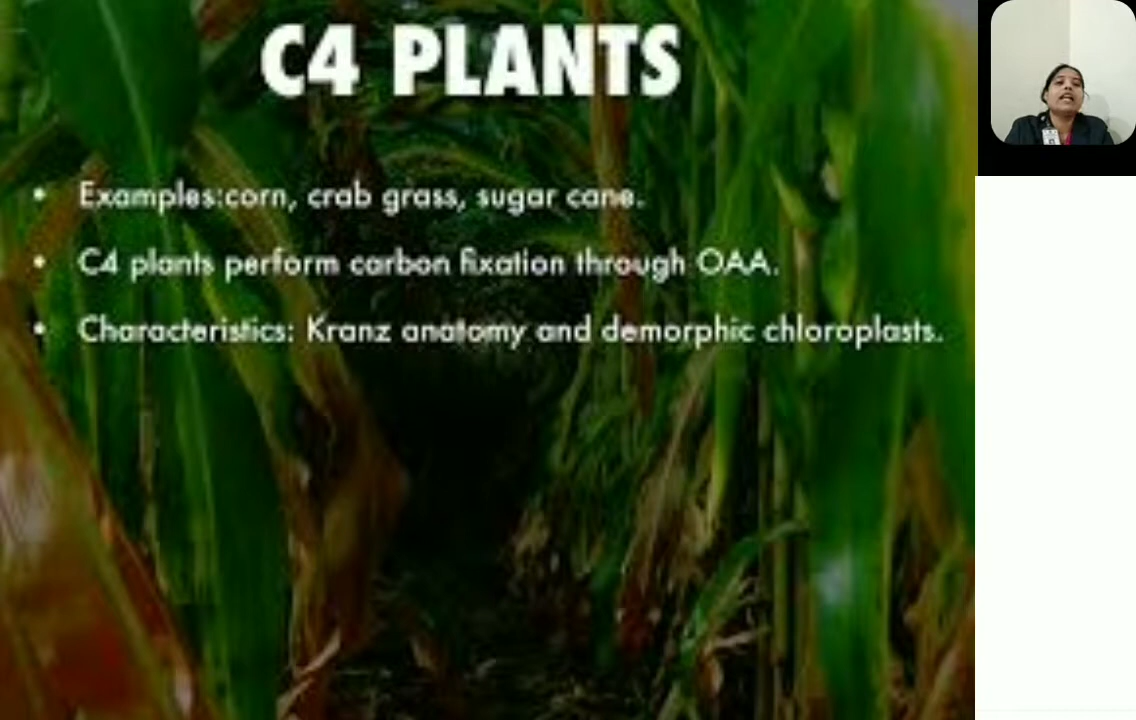 C4 PLANTS
• Examples:corn, crab grass, sugar cane.
• C4 plants perform carbon fixation through OAA.
• Characteristics: Kranz anatomy and demorphic chloroplasts.